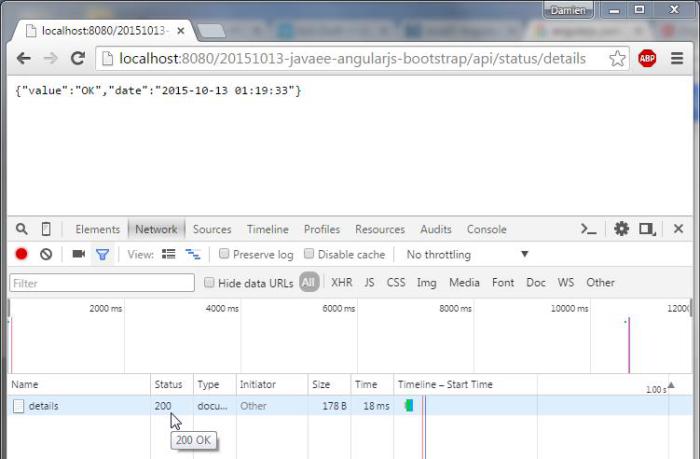 Damien
localhost:8080/20151013-
localhost:8080/20151013-javaee-angularjs-bootstrap/api/status/details
ABP
{"value":"OK","date":"2015-10-13 01:19:33"}
Elements Network Sources Timeline Profiles Resources Audits Console
View: Preserve log Disable cache No throttling
Filter Hide data URLs All XHR JS CSS Img Media Font Doc WS Other
2000 ms 4000 ms 6000 ms 8000 ms 10000 ms 1200
Name Status Type Initiator Size Time Timeline – Start Time
1.00 s
details 200 docu... Other 178 B 18 ms
200 OK